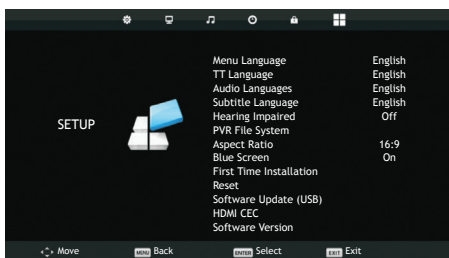 SETUP
Menu Language English
TT Language English
Audio Languages English
Subtitle Language English
Hearing Impaired Off
PVR File System
Aspect Ratio 16:9
Blue Screen On
First Time Installation
Reset
Software Update (USB)
HDMI CEC
Software Version
Move MENU Back ENTER Select EXIT Exit